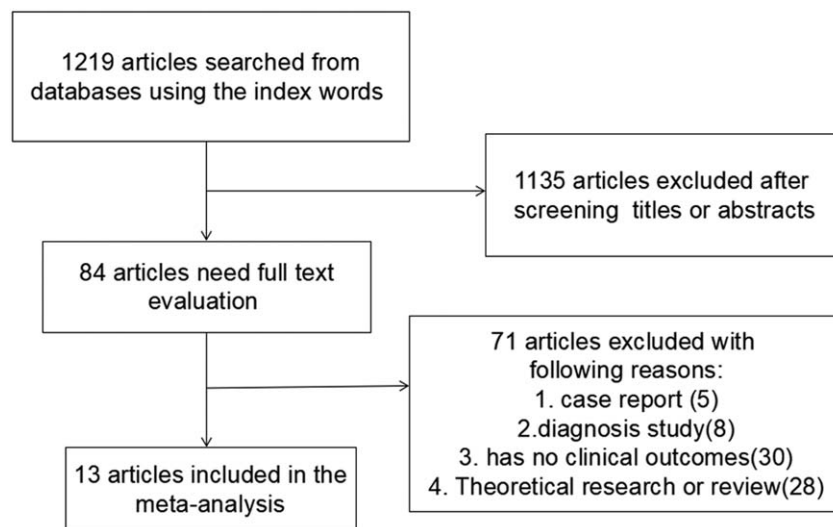 1219 articles searched from
databases using the index words
1135 articles excluded after
screening titles or abstracts
84 articles need full text
evaluation
71 articles excluded with
following reasons:
1. case report (5)
2.diagnosis study(8)
3. has no clinical outcomes(30)
4. Theoretical research or review(28)
13 articles included in the
meta-analysis